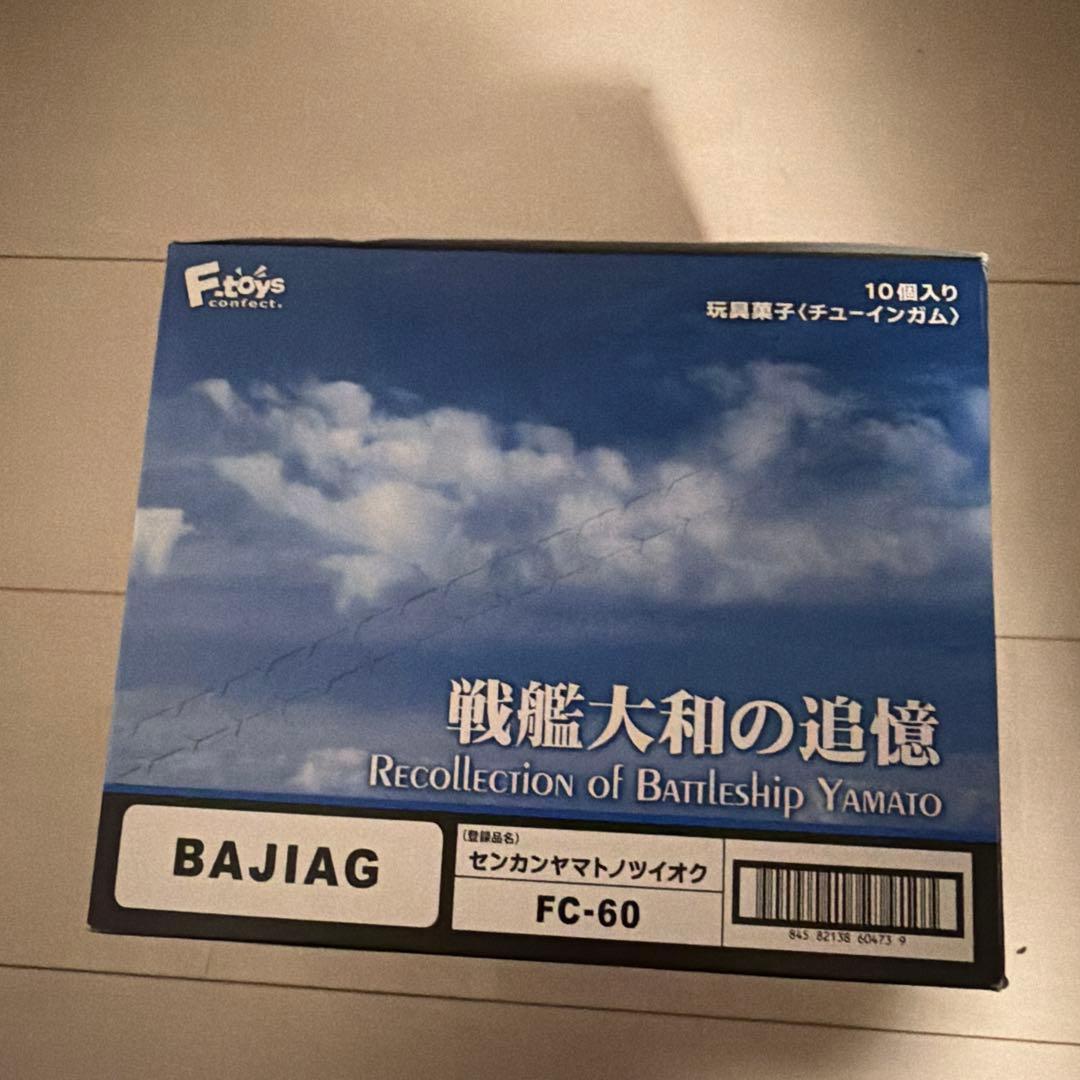 F-toys
confect.
10個入り
玩具菓子〈チューインガム〉
戦艦大和の追憶
Recollection of Battleship Yamato
BAJIAG
(登録品名)
センカンヤマトノツイオク
FC-60
845 82138 60473 9